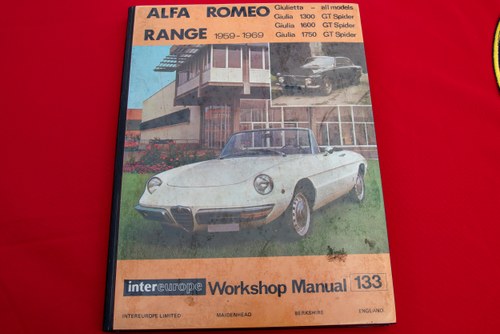 ALFA ROMEO
RANGE 1959-1969
Giulietta - all models
Giulia 1300 GT Spider
Giulia 1600 GT Spider
Giulia 1750 GT Spider
intereurope Workshop Manual 133
INTEREUROPE LIMITED MAIDENHEAD BERKSHIRE ENGLAND